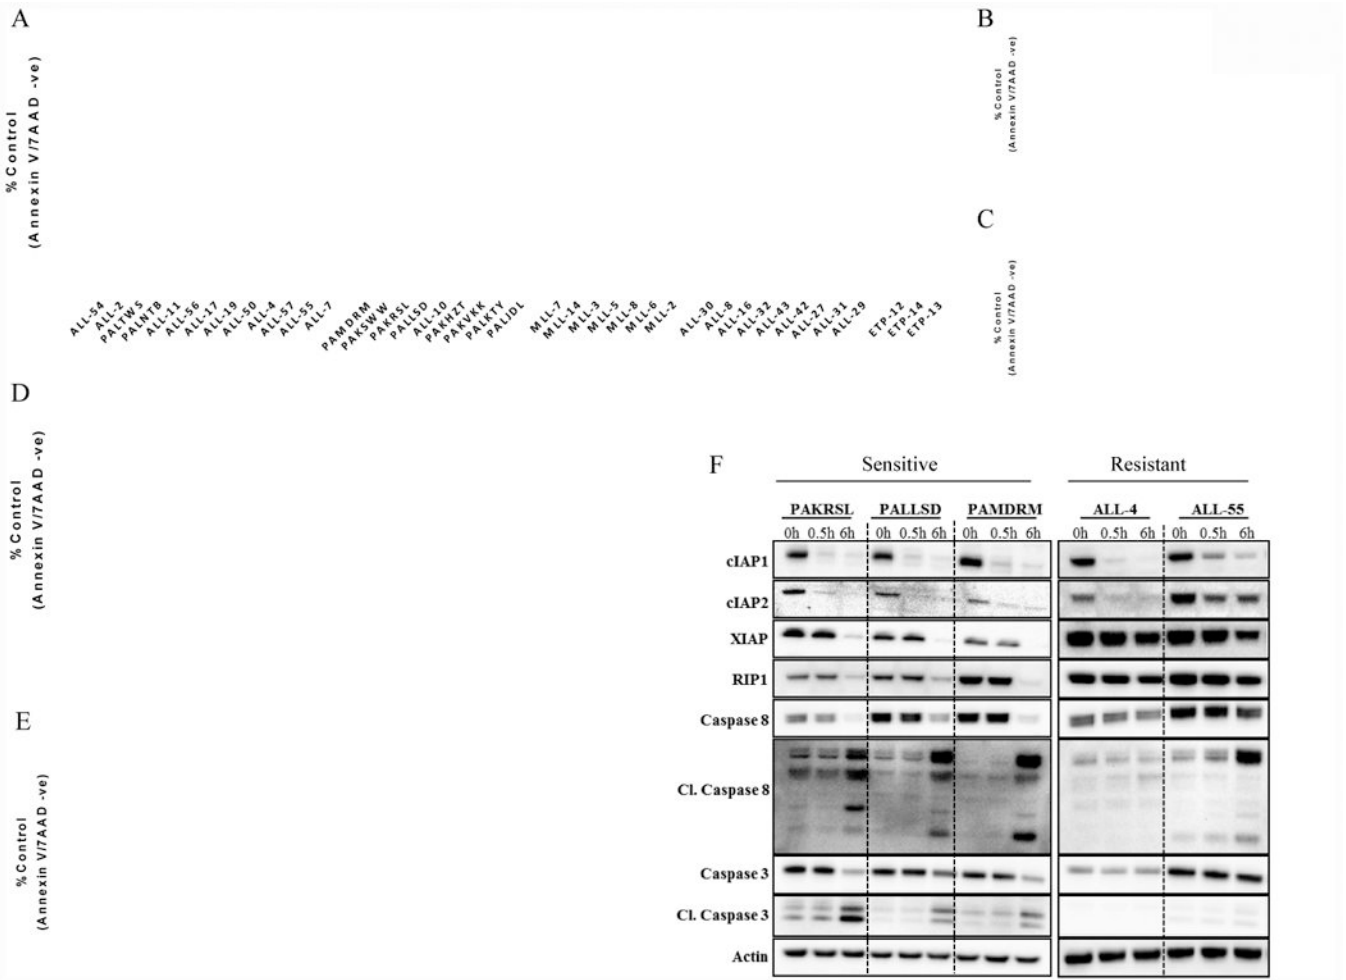 A
% Control
(Annexin V/7AAD -ve)
ALL-54
ALL-2
PALTWS
PALNTB
ALL-11
ALL-56
ALL-17
ALL-19
ALL-50
ALL-4
ALL-57
ALL-55
ALL-7
PAMDRM
PAKSWW
PAKRSL
PALLSD
ALL-10
PAKHZT
PAKVKK
PALKTY
PALJDL
MLL-7
MLL-14
MLL-3
MLL-5
MLL-8
MLL-6
MLL-2
ALL-30
ALL-8
ALL-16
ALL-32
ALL-43
ALL-42
ALL-27
ALL-31
ALL-29
ETP-12
ETP-14
ETP-13
B
% Control
(Annexin V/7AAD -ve)
C
% Control
(Annexin V/7AAD -ve)
D
% Control
(Annexin V/7AAD -ve)
E
% Control
(Annexin V/7AAD -ve)
F
Sensitive Resistant
PAKRSL PALLSD PAMDRM ALL-4 ALL-55
0h 0.5h 6h 0h 0.5h 6h 0h 0.5h 6h 0h 0.5h 6h 0h 0.5h 6h
cIAP1
cIAP2
XIAP
RIP1
Caspase 8
Cl. Caspase 8
Caspase 3
Cl. Caspase 3
Actin